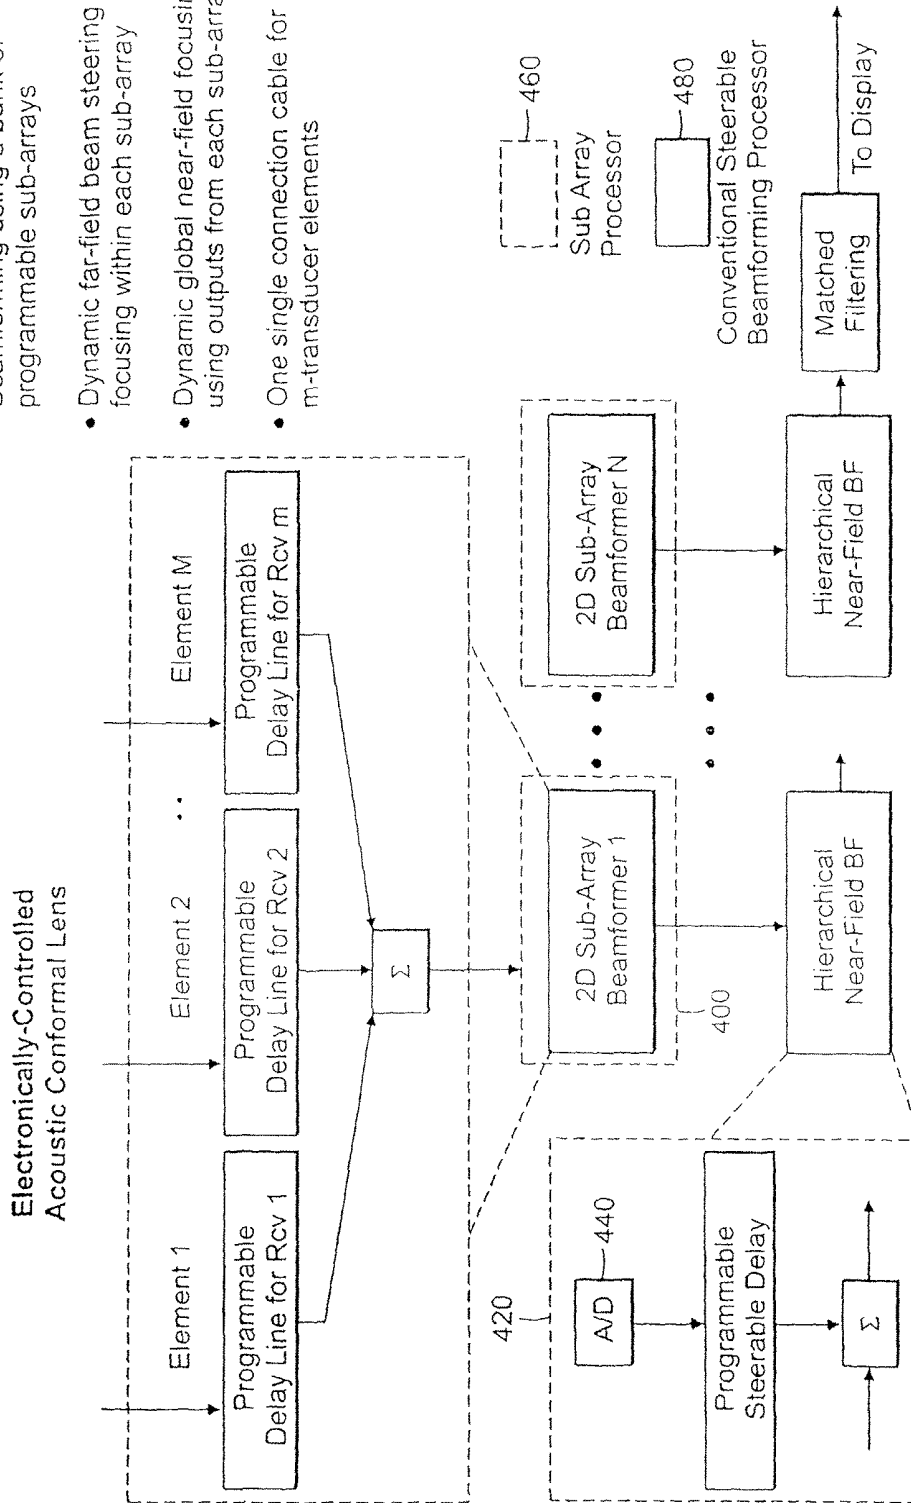 Electronically-Controlled
Acoustic Conformal Lens
programmable sub-arrays
• Dynamic far-field beam steering
focusing within each sub-array
• Dynamic global near-field
using outputs from each
• One single connection cable for
m-transducer elements
Element 1
Element 2
••
Element M
Programmable
Delay Line for Rcv 1
Programmable
Delay Line for Rcv 2
Programmable
Delay Line for Rcv m
Σ
420
A/D
440
Programmable
Steerable Delay
Σ
2D Sub-Array
Beamformer 1
400
• • •
2D Sub-Array
Beamformer N
Hierarchical
Near-Field BF
• • •
Hierarchical
Near-Field BF
Matched
Filtering
To Display
460
Sub Array
Processor
480
Conventional Steerable
Beamforming Processor